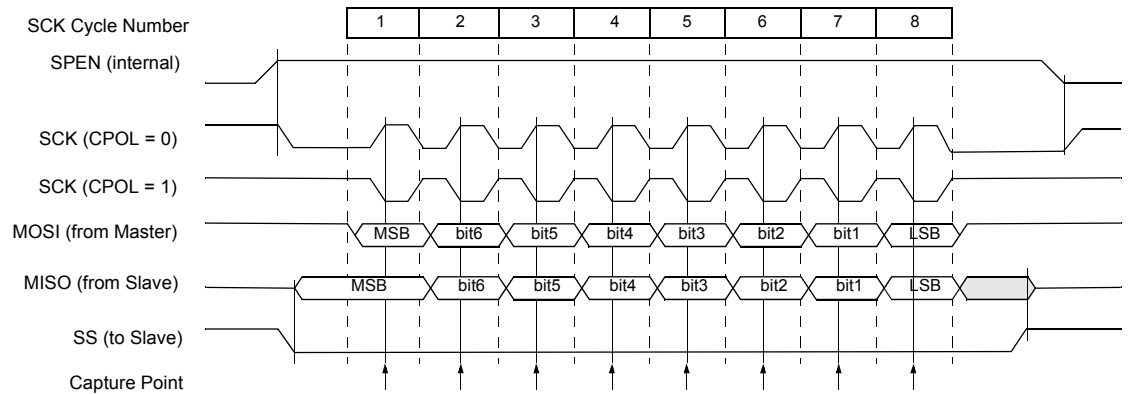 SCK Cycle Number 1 2 3 4 5 6 7 8
SPEN (internal)
SCK (CPOL = 0)
SCK (CPOL = 1)
MOSI (from Master) MSB bit6 bit5 bit4 bit3 bit2 bit1 LSB
MISO (from Slave) MSB bit6 bit5 bit4 bit3 bit2 bit1 LSB
SS (to Slave)
Capture Point